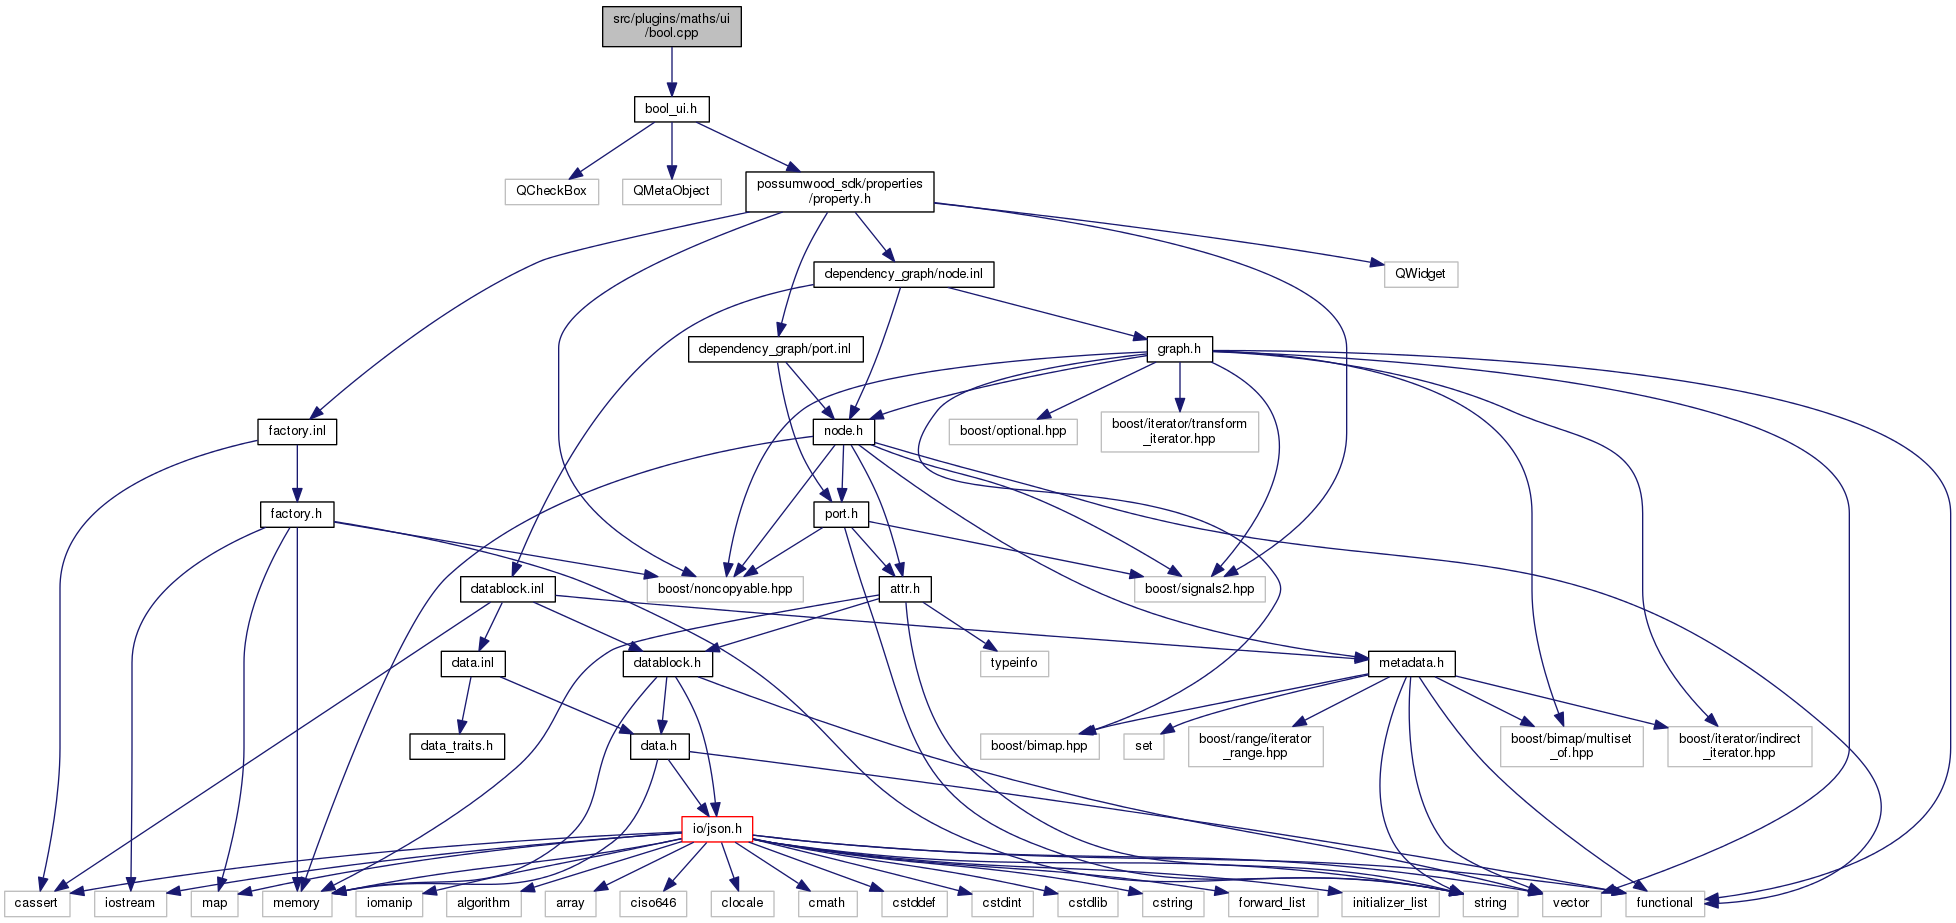 src/plugins/maths/ui
/bool.cpp
bool_ui.h
QCheckBox
QMetaObject
possumwood_sdk/properties
/property.h
dependency_graph/node.inl
QWidget
dependency_graph/port.inl
graph.h
factory.inl
node.h
boost/optional.hpp
boost/iterator/transform
_iterator.hpp
factory.h
port.h
datablock.inl
boost/noncopyable.hpp
attr.h
boost/signals2.hpp
data.inl
datablock.h
typeinfo
metadata.h
data_traits.h
data.h
boost/bimap.hpp
set
boost/range/iterator
_range.hpp
boost/bimap/multiset
_of.hpp
boost/iterator/indirect
_iterator.hpp
io/json.h
cassert
iostream
map
memory
iomanip
algorithm
array
ciso646
clocale
cmath
cstddef
cstdint
cstdlib
cstring
forward_list
initializer_list
string
vector
functional